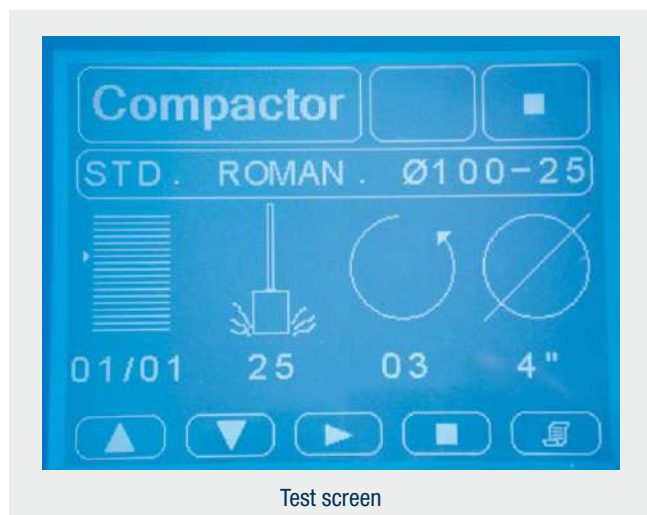 Compactor
STD. ROMAN. Ø100-25
01/01 25 03 4"
Test screen